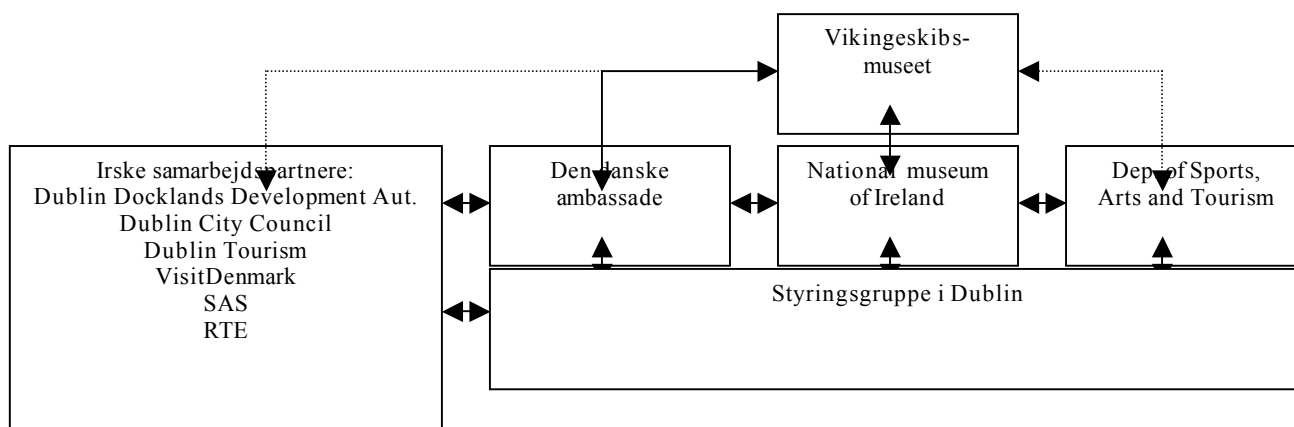 Vikingeskibs-
museet
Irske samarbejdspartnere:
Dublin Docklands Development Aut.
Dublin City Council
Dublin Tourism
VisitDenmark
SAS
RTE
Den danske
ambassade
National museum
of Ireland
Dep. of Sports,
Arts and Tourism
Styringsgruppe i Dublin